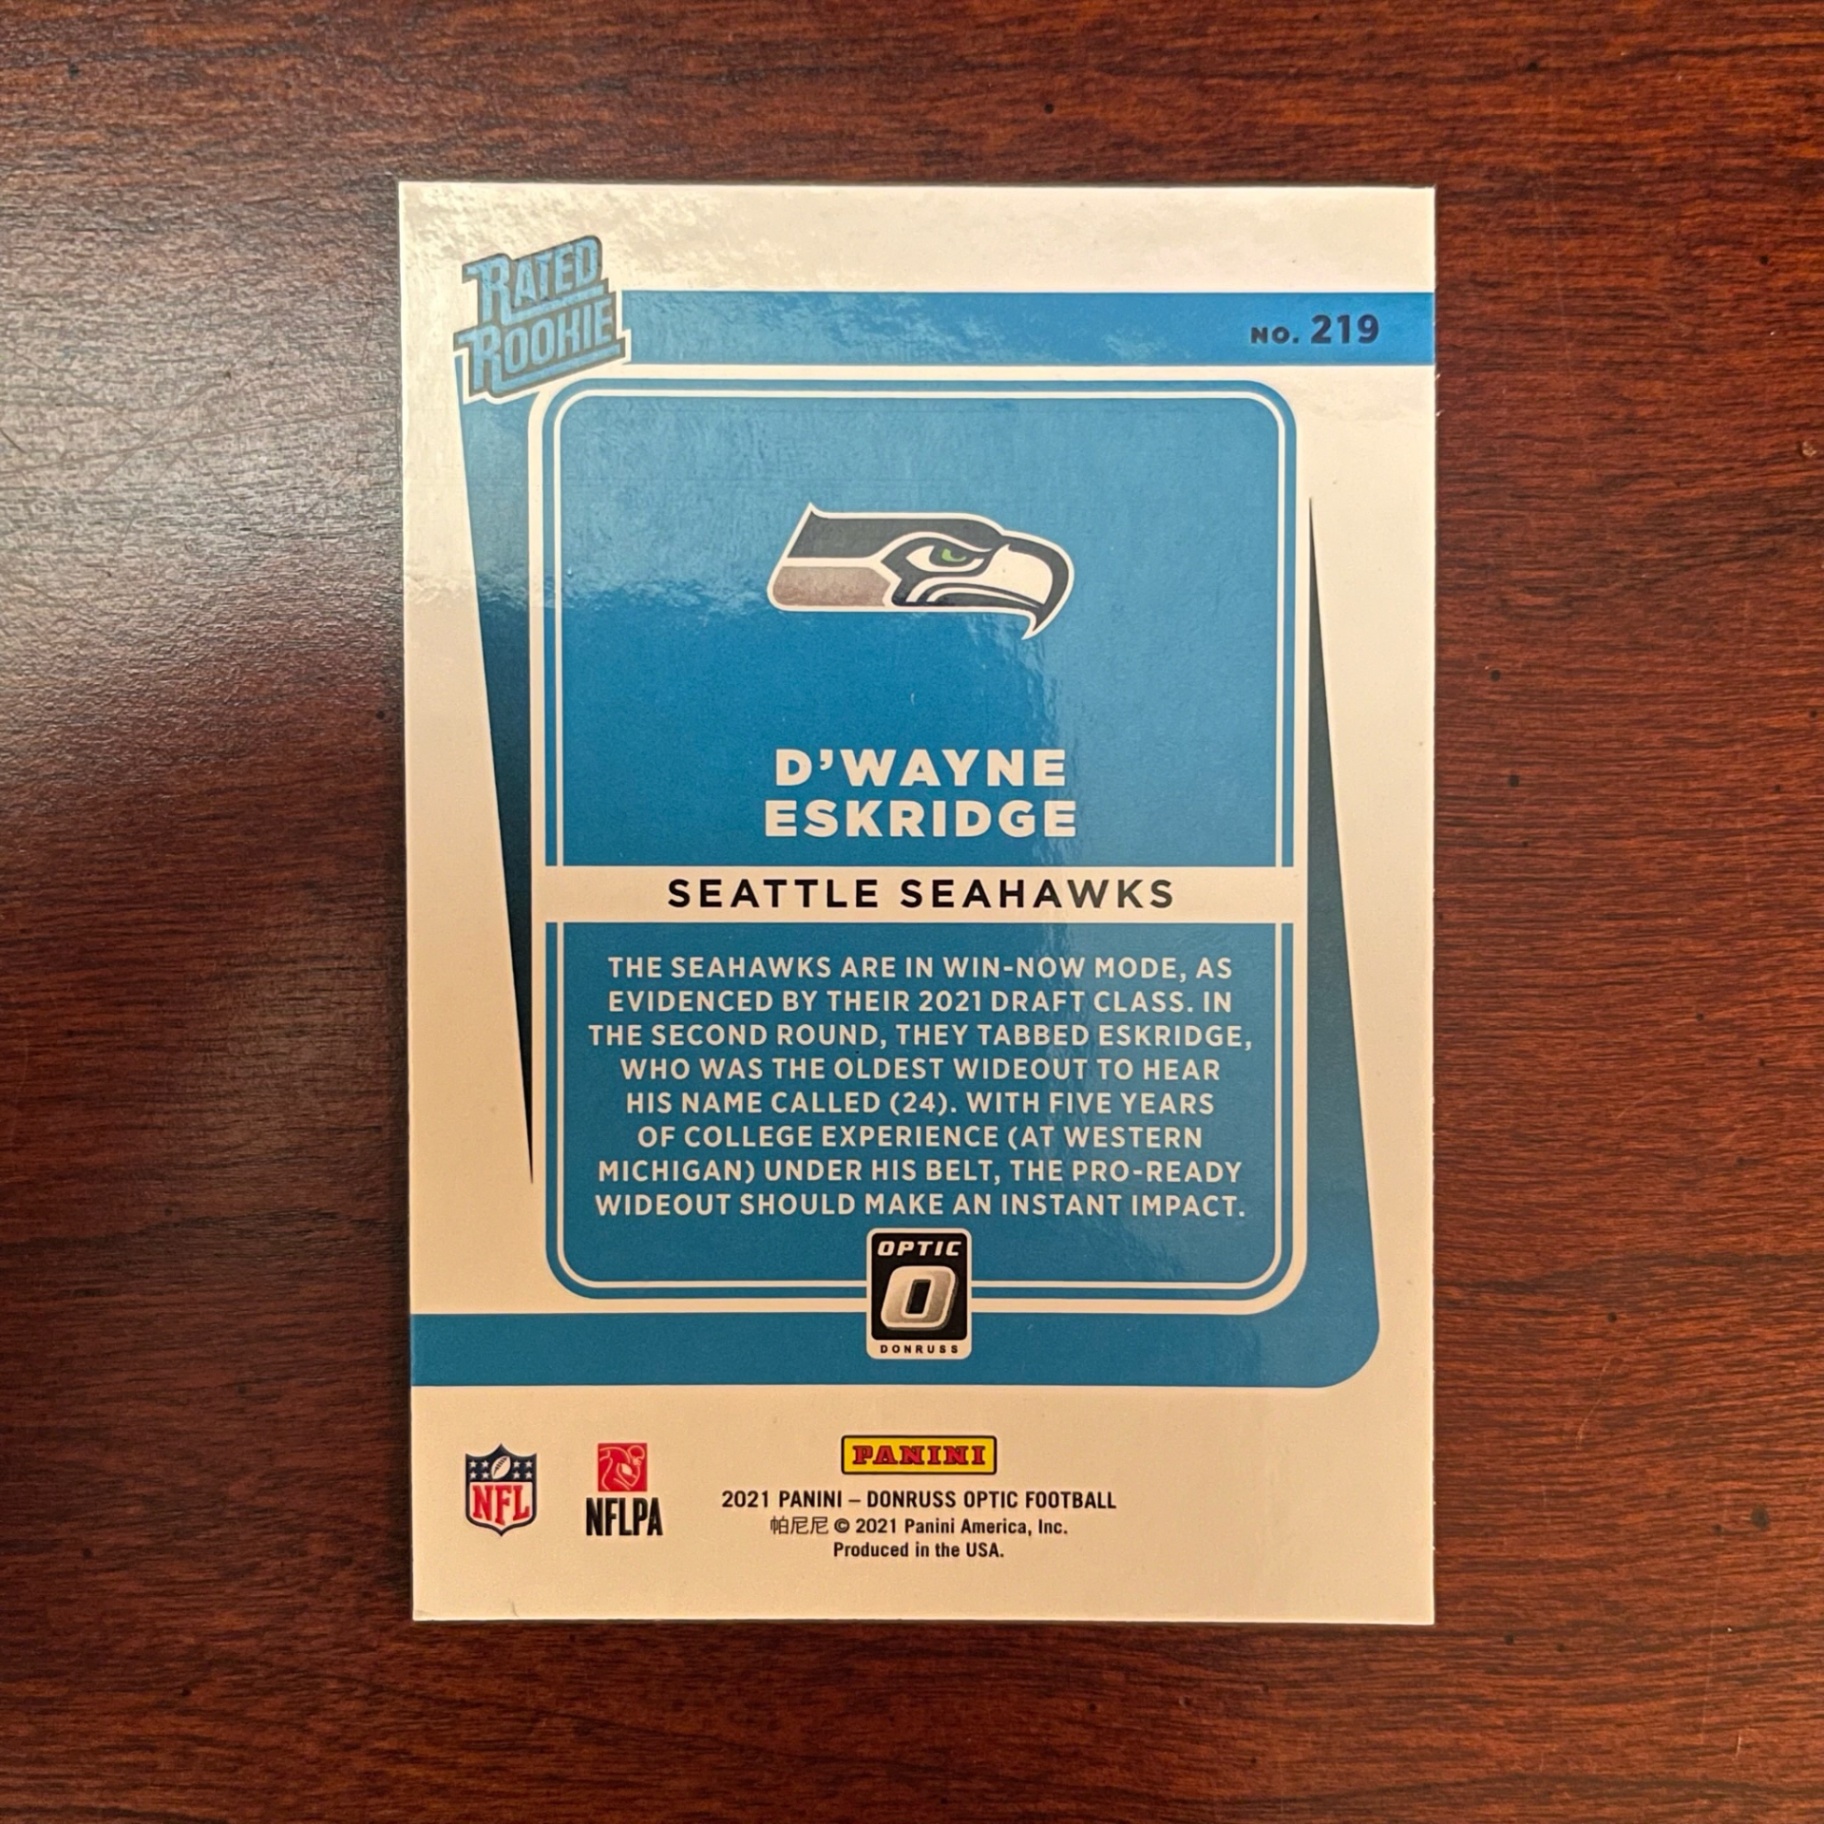 RATED
ROOKIE
NO. 219
D'WAYNE
ESKRIDGE
SEATTLE SEAHAWKS
THE SEAHAWKS ARE IN WIN-NOW MODE, AS
EVIDENCED BY THEIR 2021 DRAFT CLASS. IN
THE SECOND ROUND, THEY TABBED ESKRIDGE,
WHO WAS THE OLDEST WIDEOUT TO HEAR
HIS NAME CALLED (24). WITH FIVE YEARS
OF COLLEGE EXPERIENCE (AT WESTERN
MICHIGAN) UNDER HIS BELT, THE PRO-READY
WIDEOUT SHOULD MAKE AN INSTANT IMPACT.
OPTIC
O
DONRUSS
NFL
NFLPA
PANINI
2021 PANINI – DONRUSS OPTIC FOOTBALL
帕尼尼 © 2021 Panini America, Inc.
Produced in the USA.